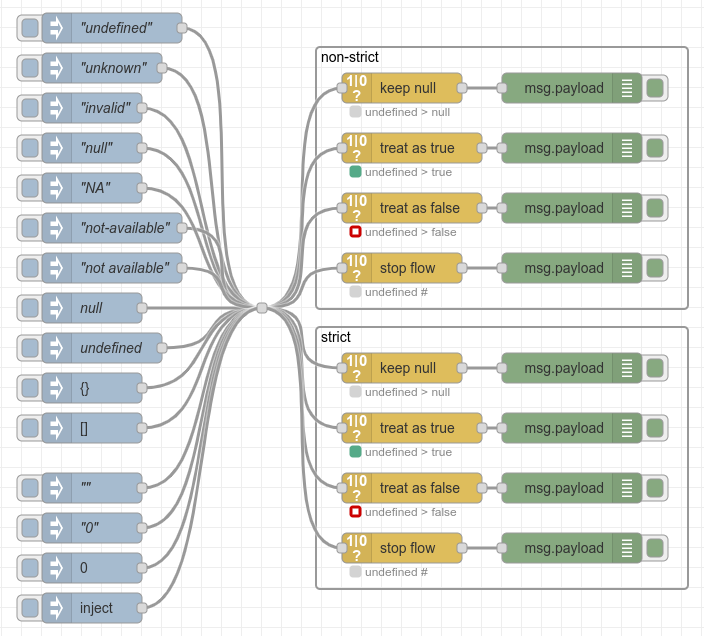 "undefined"
"unknown"
"invalid"
"null"
"NA"
"not-available"
"not available"
null
undefined
{}
[]
""
"0"
0
inject
non-strict
1|0 ? keep null msg.payload
undefined > null
1|0 ? treat as true msg.payload
undefined > true
1|0 ? treat as false msg.payload
undefined > false
1|0 ? stop flow msg.payload
undefined #
strict
1|0 ? keep null msg.payload
undefined > null
1|0 ? treat as true msg.payload
undefined > true
1|0 ? treat as false msg.payload
undefined > false
1|0 ? stop flow msg.payload
undefined #